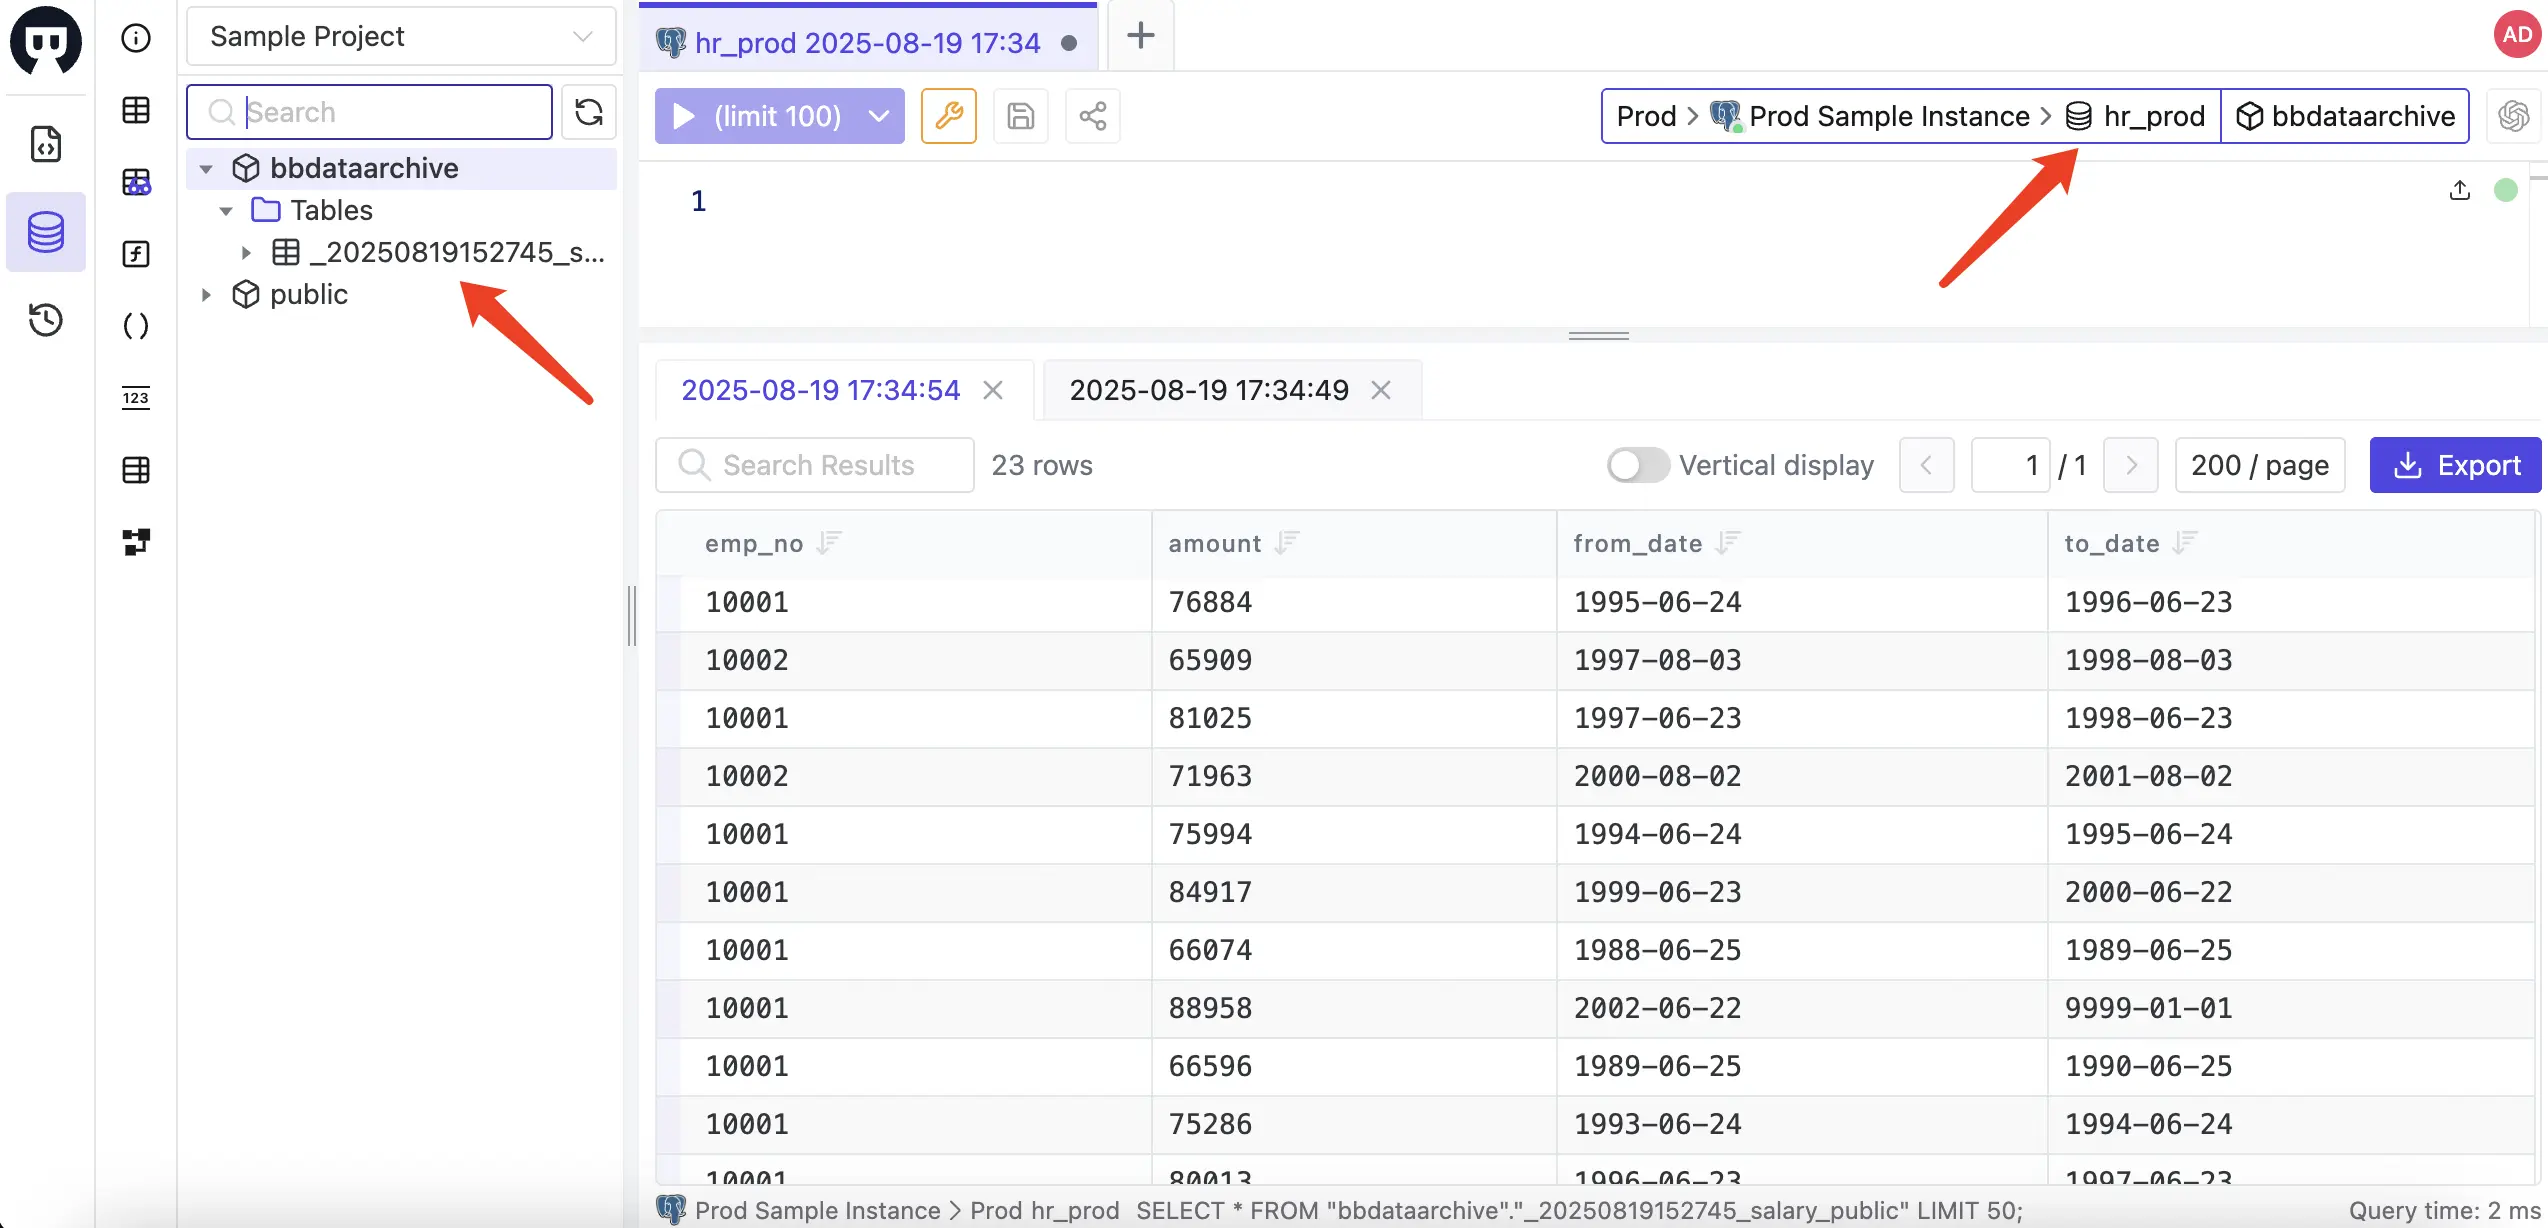 Sample Project
Search
bbdataarchive
Tables
_20250819152745_s...
public
123
hr_prod 2025-08-19 17:34
AD
(limit 100)
Prod > Prod Sample Instance > hr_prod bbdataarchive
1
2025-08-19 17:34:54 2025-08-19 17:34:49
Search Results 23 rows Vertical display 1 / 1 200 / page Export
emp_no amount from_date to_date
10001 76884 1995-06-24 1996-06-23
10002 65909 1997-08-03 1998-08-03
10001 81025 1997-06-23 1998-06-23
10002 71963 2000-08-02 2001-08-02
10001 75994 1994-06-24 1995-06-24
10001 84917 1999-06-23 2000-06-22
10001 66074 1988-06-25 1989-06-25
10001 88958 2002-06-22 9999-01-01
10001 66596 1989-06-25 1990-06-25
10001 75286 1993-06-24 1994-06-24
10001 80013 1996-06-23 1997-06-23
Prod Sample Instance > Prod hr_prod SELECT * FROM "bbdataarchive"."_20250819152745_salary_public" LIMIT 50; Query time: 2 ms